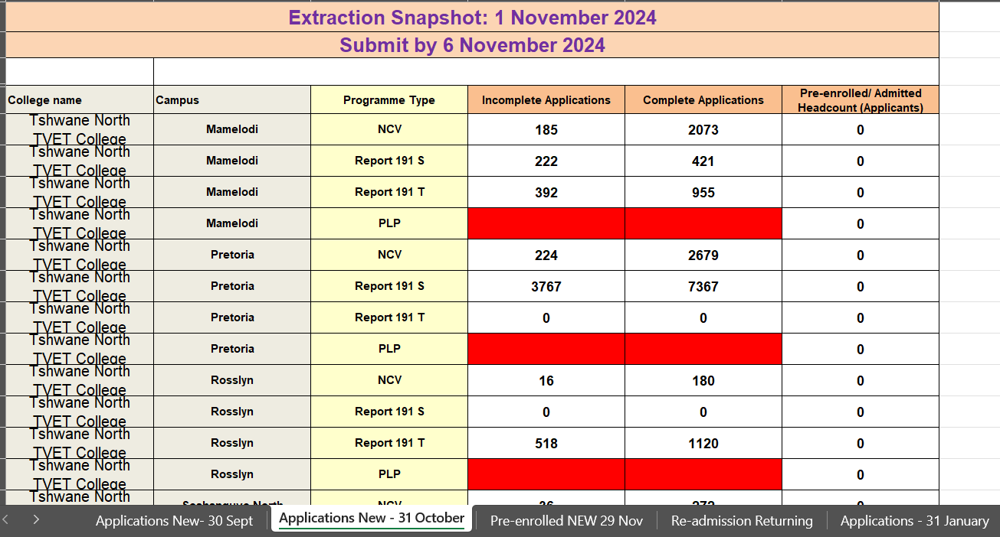 Extraction Snapshot: 1 November 2024
Submit by 6 November 2024
College name Campus Programme Type Incomplete Applications Complete Applications Pre-enrolled/ Admitted Headcount (Applicants)
Tshwane North TVET College Mamelodi NCV 185 2073 0
Tshwane North TVET College Mamelodi Report 191 S 222 421 0
Tshwane North TVET College Mamelodi Report 191 T 392 955 0
Tshwane North TVET College Mamelodi PLP 0
Tshwane North TVET College Pretoria NCV 224 2679 0
Tshwane North TVET College Pretoria Report 191 S 3767 7367 0
Tshwane North TVET College Pretoria Report 191 T 0 0 0
Tshwane North TVET College Pretoria PLP 0
Tshwane North TVET College Rosslyn NCV 16 180 0
Tshwane North TVET College Rosslyn Report 191 S 0 0 0
Tshwane North TVET College Rosslyn Report 191 T 518 1120 0
Tshwane North TVET College Rosslyn PLP 0
Tshwane North
Applications New- 30 Sept Applications New - 31 October Pre-enrolled NEW 29 Nov Re-admission Returning Applications - 31 January